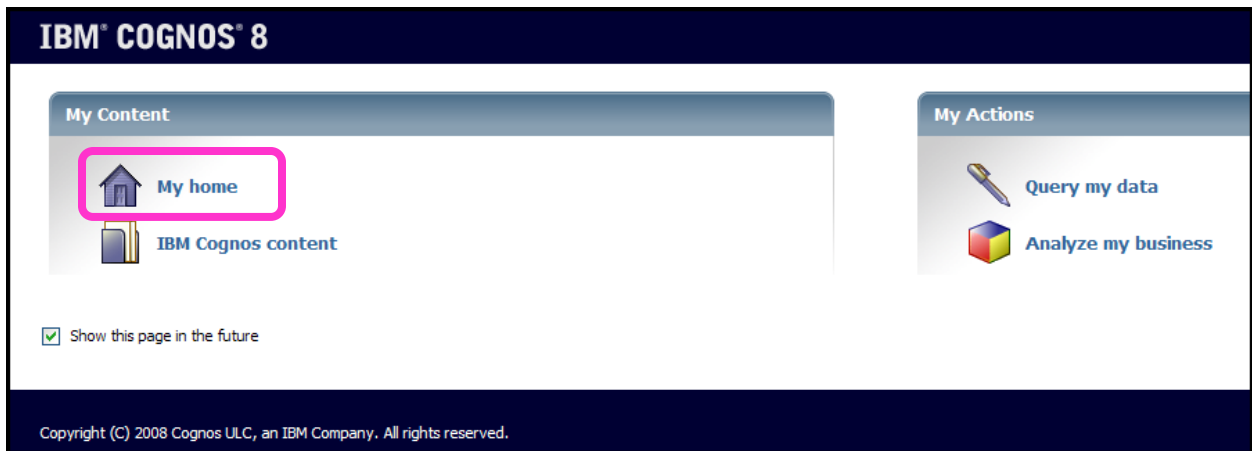 IBM® COGNOS® 8
My Content
My home
IBM Cognos content
My Actions
Query my data
Analyze my business
Show this page in the future
Copyright (C) 2008 Cognos ULC, an IBM Company. All rights reserved.